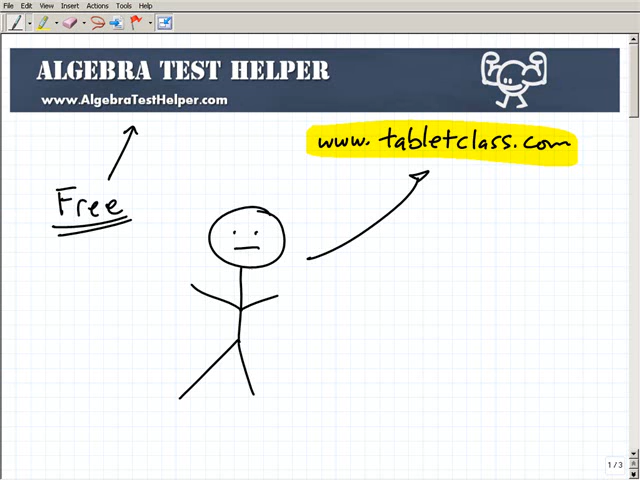 File Edit View Insert Actions Tools Help
ALGEBRA TEST HELPER
www.AlgebraTestHelper.com
www.tabletclass.com
Free
1 / 3